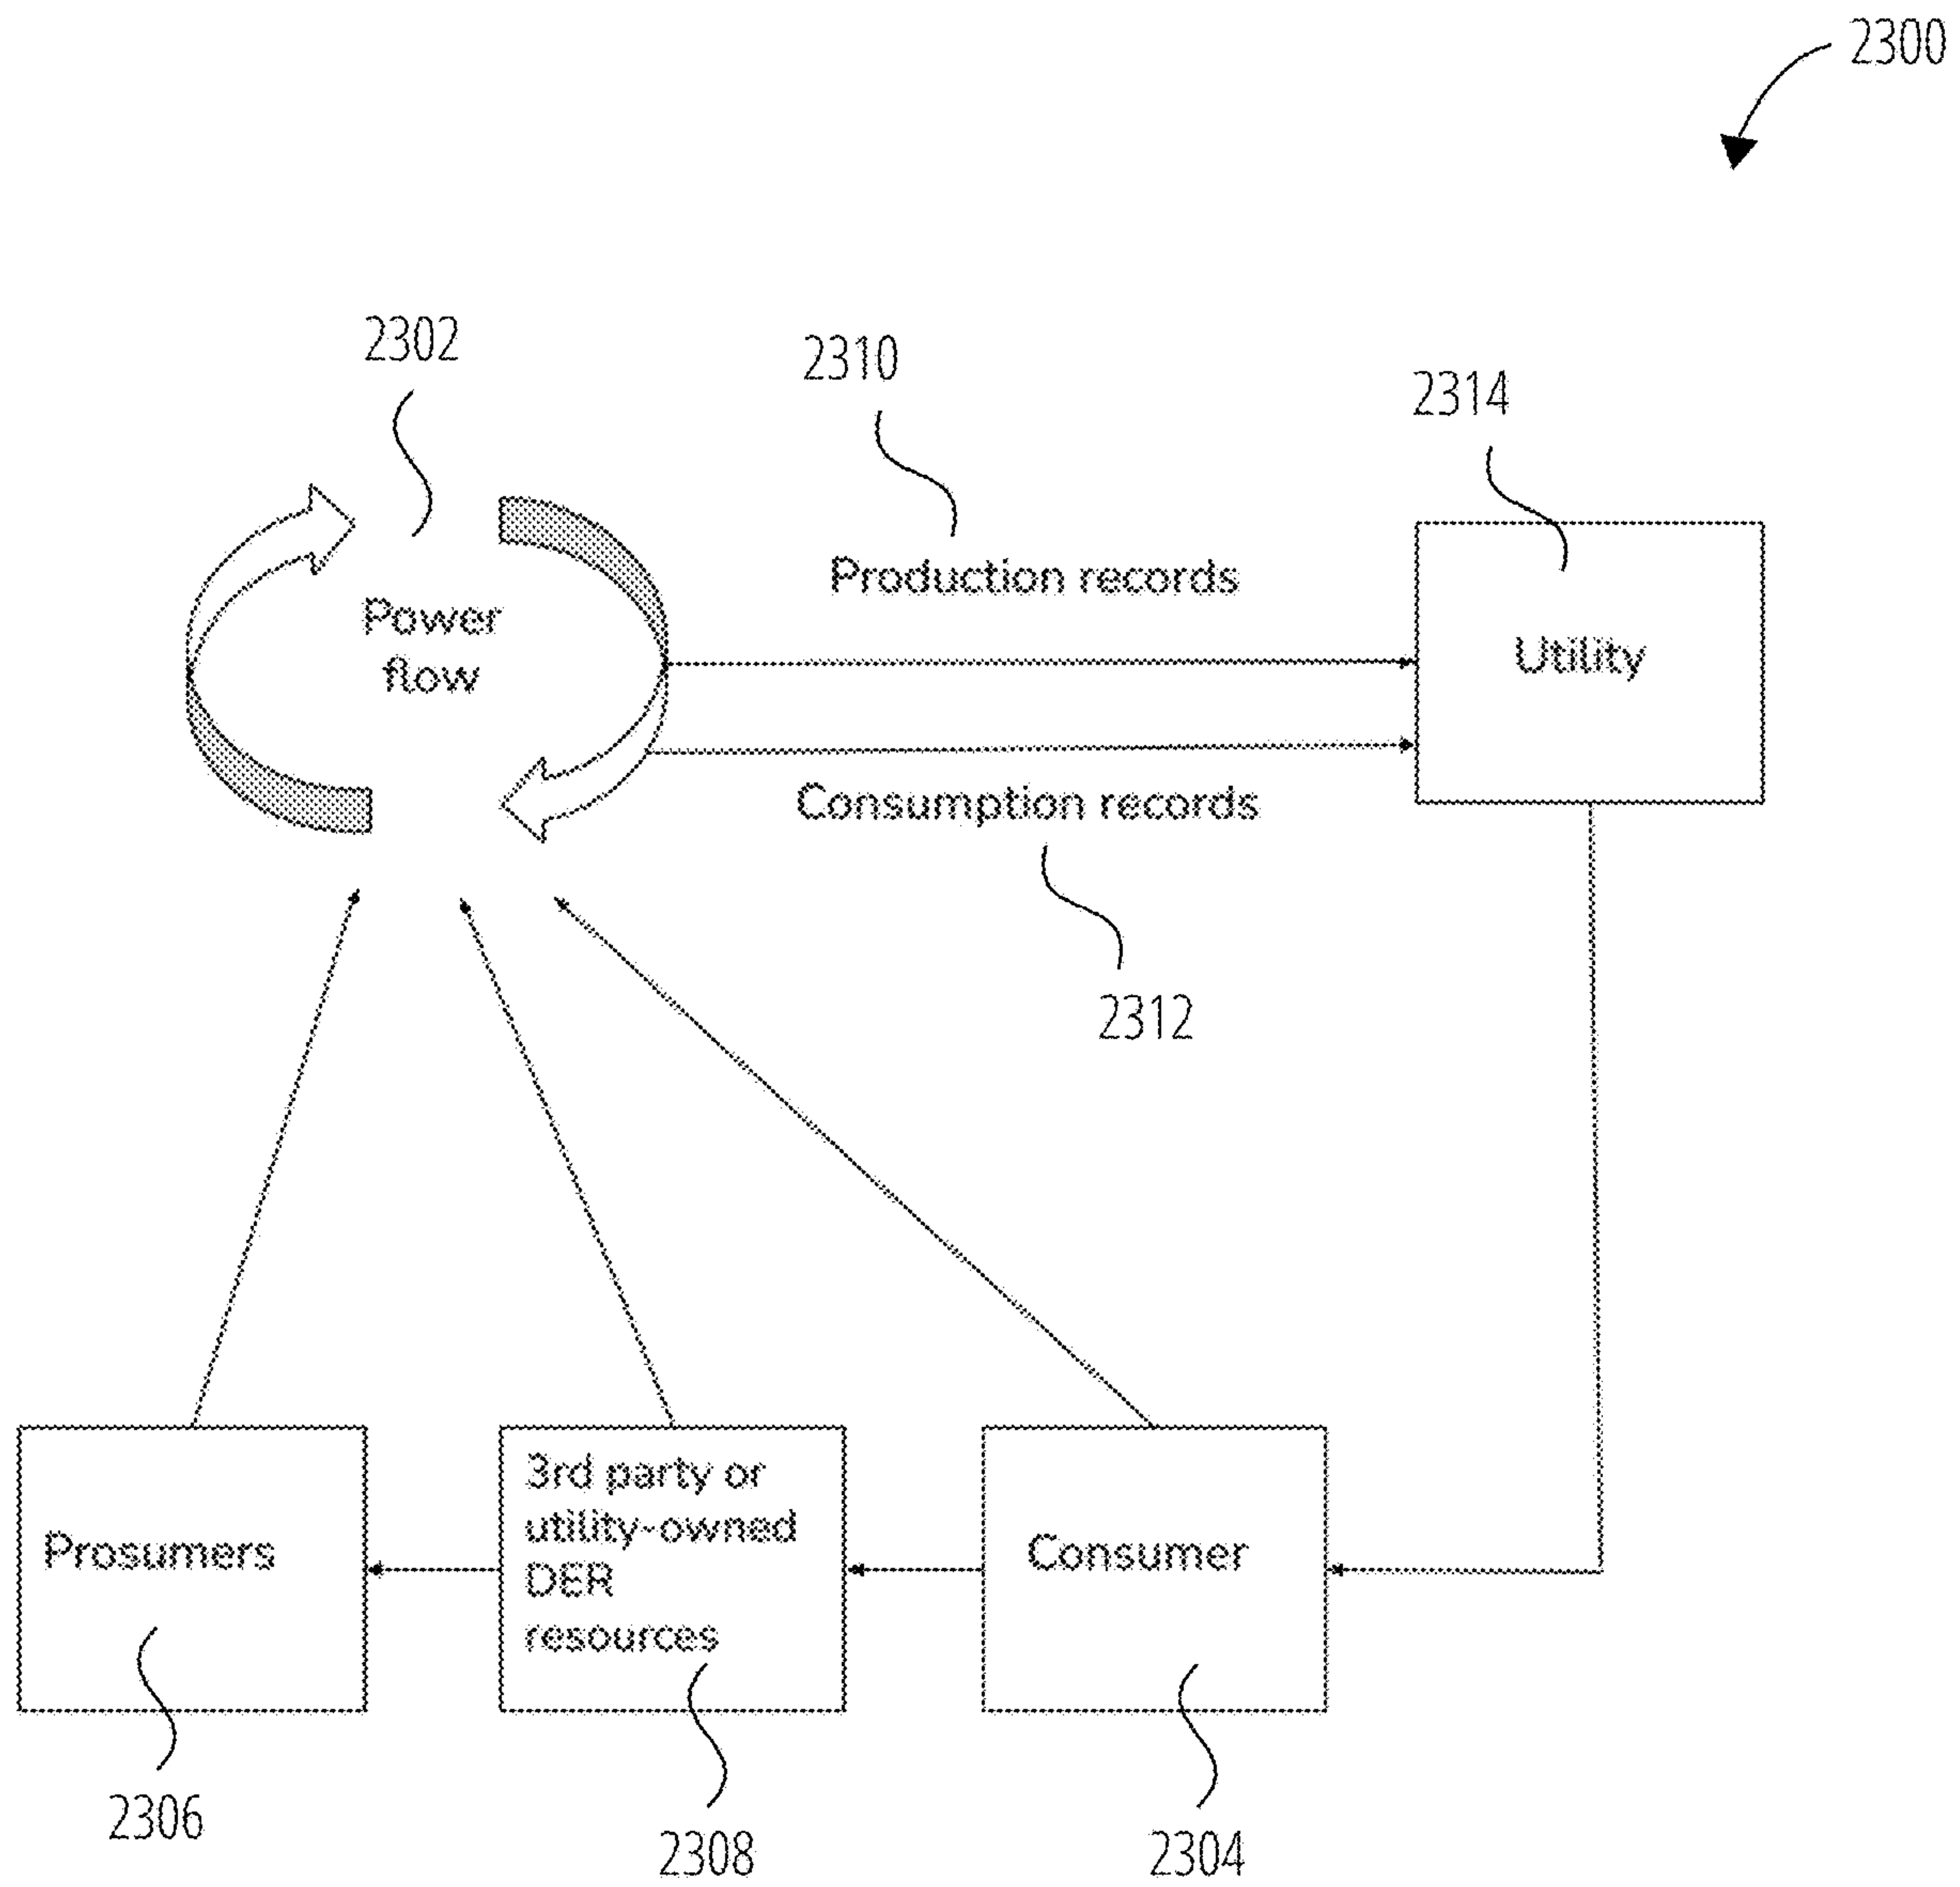 2300
2302
2310
2314
Production records
Power
flow
Utility
Consumption records
2312
3rd party or
utility-owned
DER
resources
Prosumers
Consumer
2306
2308
2304